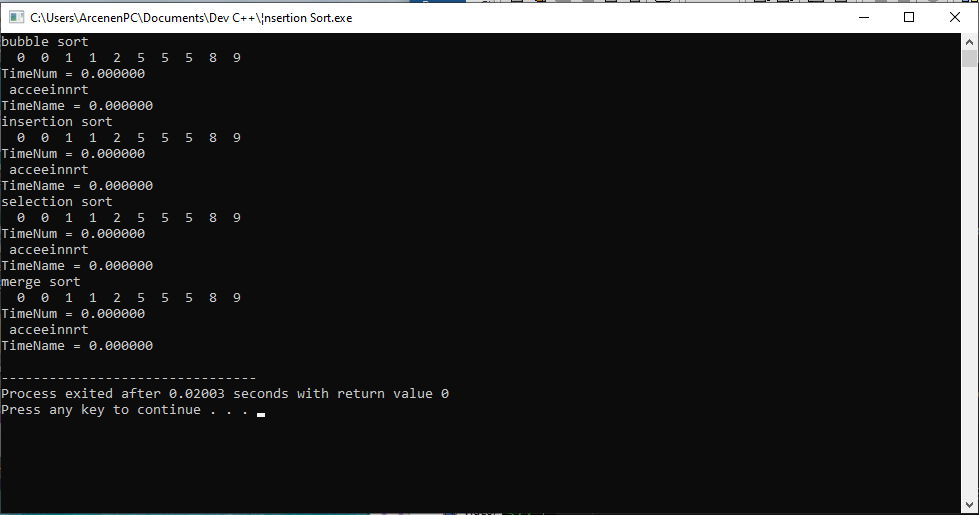 C:\Users\ArcenenPC\Documents\Dev C++\¦nsertion Sort.exe
bubble sort
  0  0  1  1  2  5  5  5  8  9
TimeNum = 0.000000
 acceeinnrt
TimeName = 0.000000
insertion sort
  0  0  1  1  2  5  5  5  8  9
TimeNum = 0.000000
 acceeinnrt
TimeName = 0.000000
selection sort
  0  0  1  1  2  5  5  5  8  9
TimeNum = 0.000000
 acceeinnrt
TimeName = 0.000000
merge sort
  0  0  1  1  2  5  5  5  8  9
TimeNum = 0.000000
 acceeinnrt
TimeName = 0.000000
--------------------------------
Process exited after 0.02003 seconds with return value 0
Press any key to continue . . .